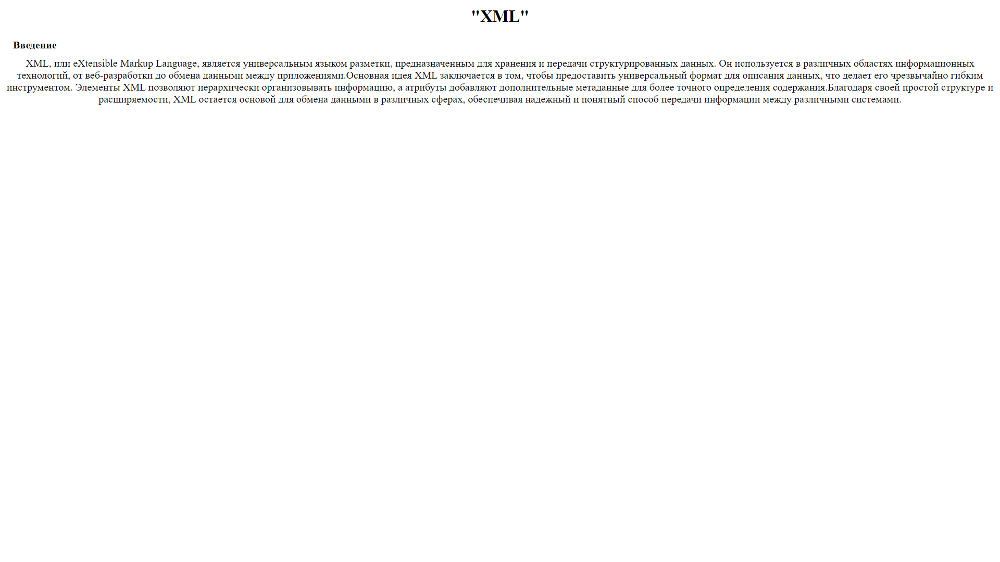 "XML"
Введение
XML, или eXtensible Markup Language, является универсальным языком разметки, предназначенным для хранения и передачи структурированных данных. Он используется в различных областях информационных
технологий, от веб-разработки до обмена данными между приложениями.Основная идея XML заключается в том, чтобы предоставить универсальный формат для описания данных, что делает его чрезвычайно гибким
инструментом. Элементы XML позволяют иерархически организовывать информацию, а атрибуты добавляют дополнительные метаданные для более точного определения содержания.Благодаря своей простой структуре и
расширяемости, XML остается основой для обмена данными в различных сферах, обеспечивая надежный и понятный способ передачи информации между различными системами.